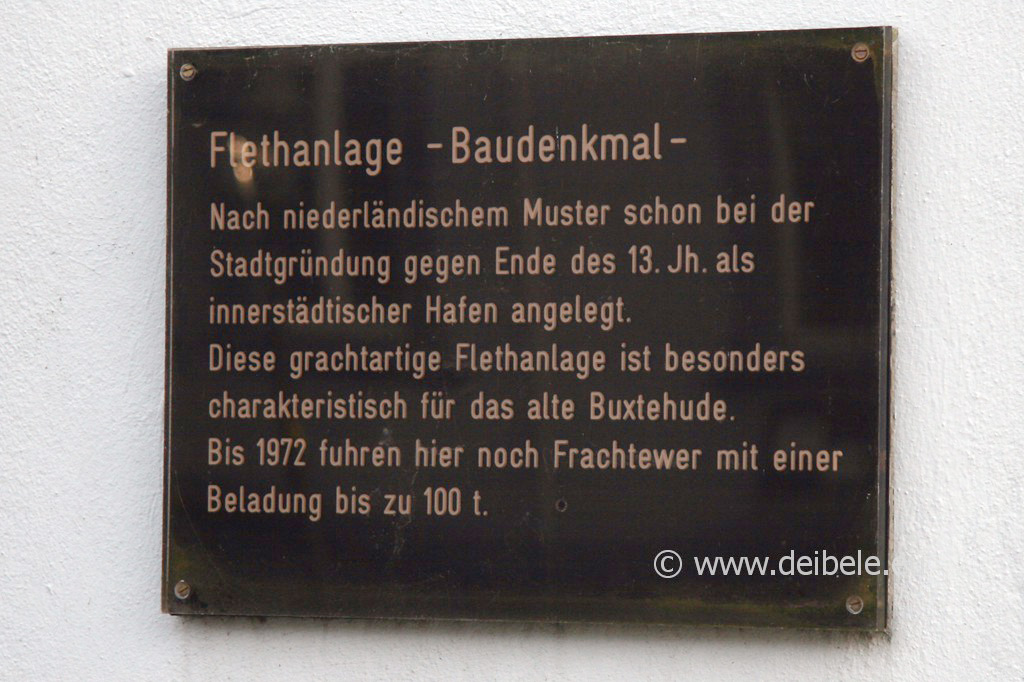 Flethanlage -Baudenkmal-
Nach niederländischem Muster schon bei der
Stadtgründung gegen Ende des 13. Jh. als
innerstädtischer Hafen angelegt.
Diese grachtartige Flethanlage ist besonders
charakteristisch für das alte Buxtehude.
Bis 1972 fuhren hier noch Frachtewer mit einer
Beladung bis zu 100 t.
© www.deibele.